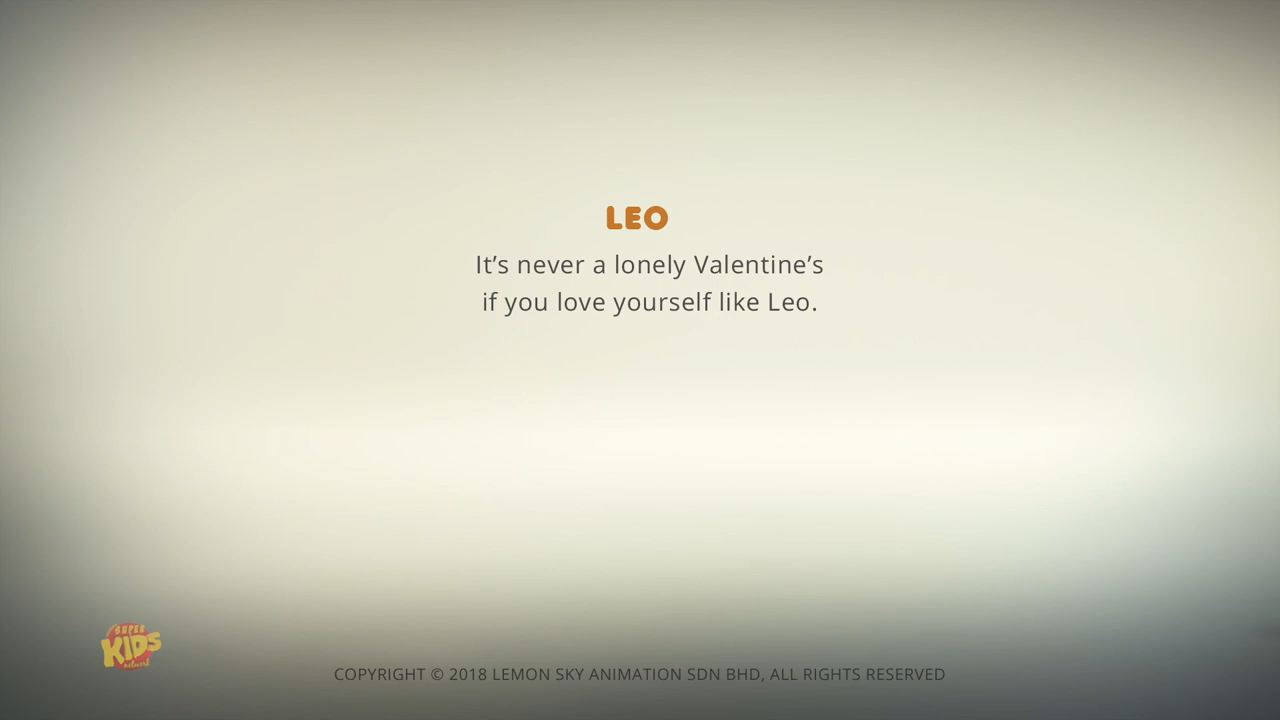 LEO
It’s never a lonely Valentine’s
if you love yourself like Leo.
SUPER
KIDS
network
COPYRIGHT © 2018 LEMON SKY ANIMATION SDN BHD, ALL RIGHTS RESERVED